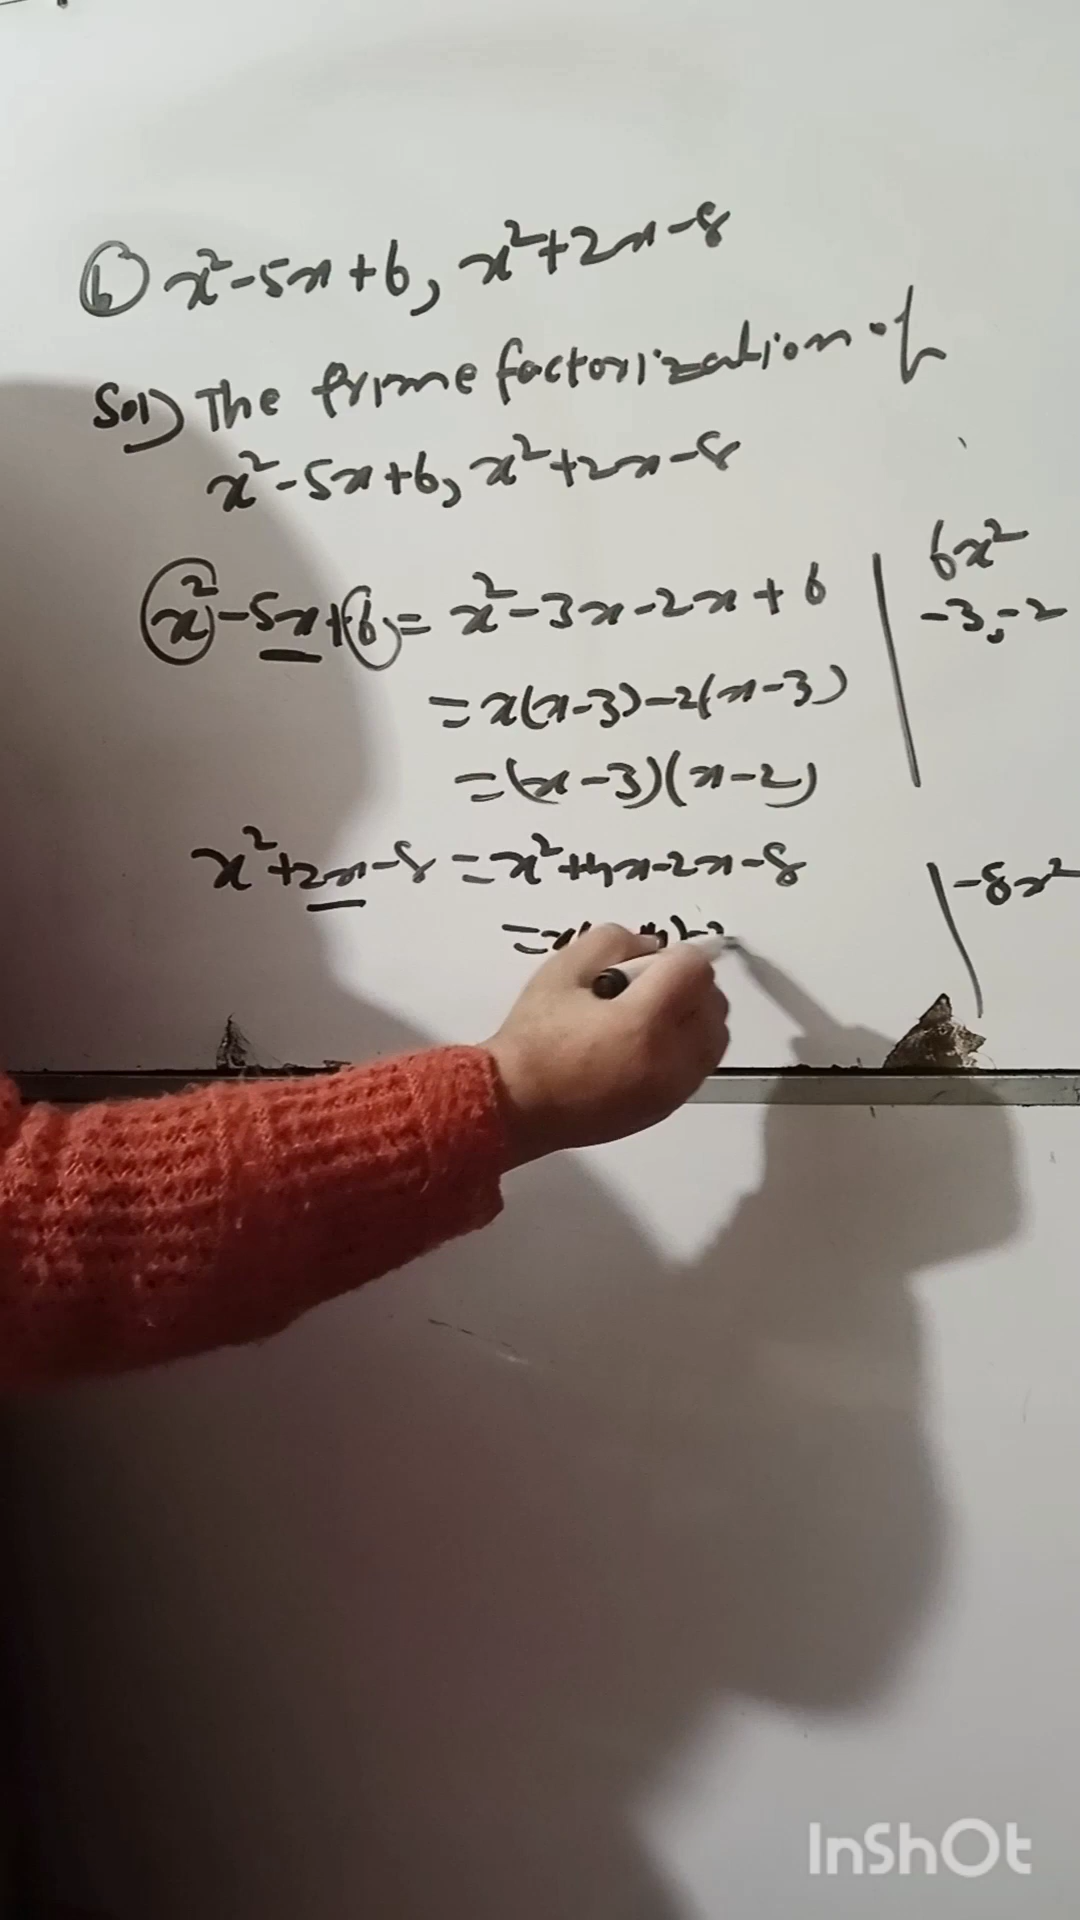 (b) x²-5x+6, x²+2x-8
Sol) The prime factorization of
x²-5x+6, x²+2x-8
x²-5x+6 = x²-3x-2x+6
6x²
-3,-2
=x(x-3)-2(x-3)
=(x-3)(x-2)
x²+2x-8 =x²+4x-2x-8
-8x²
=x
InShOt